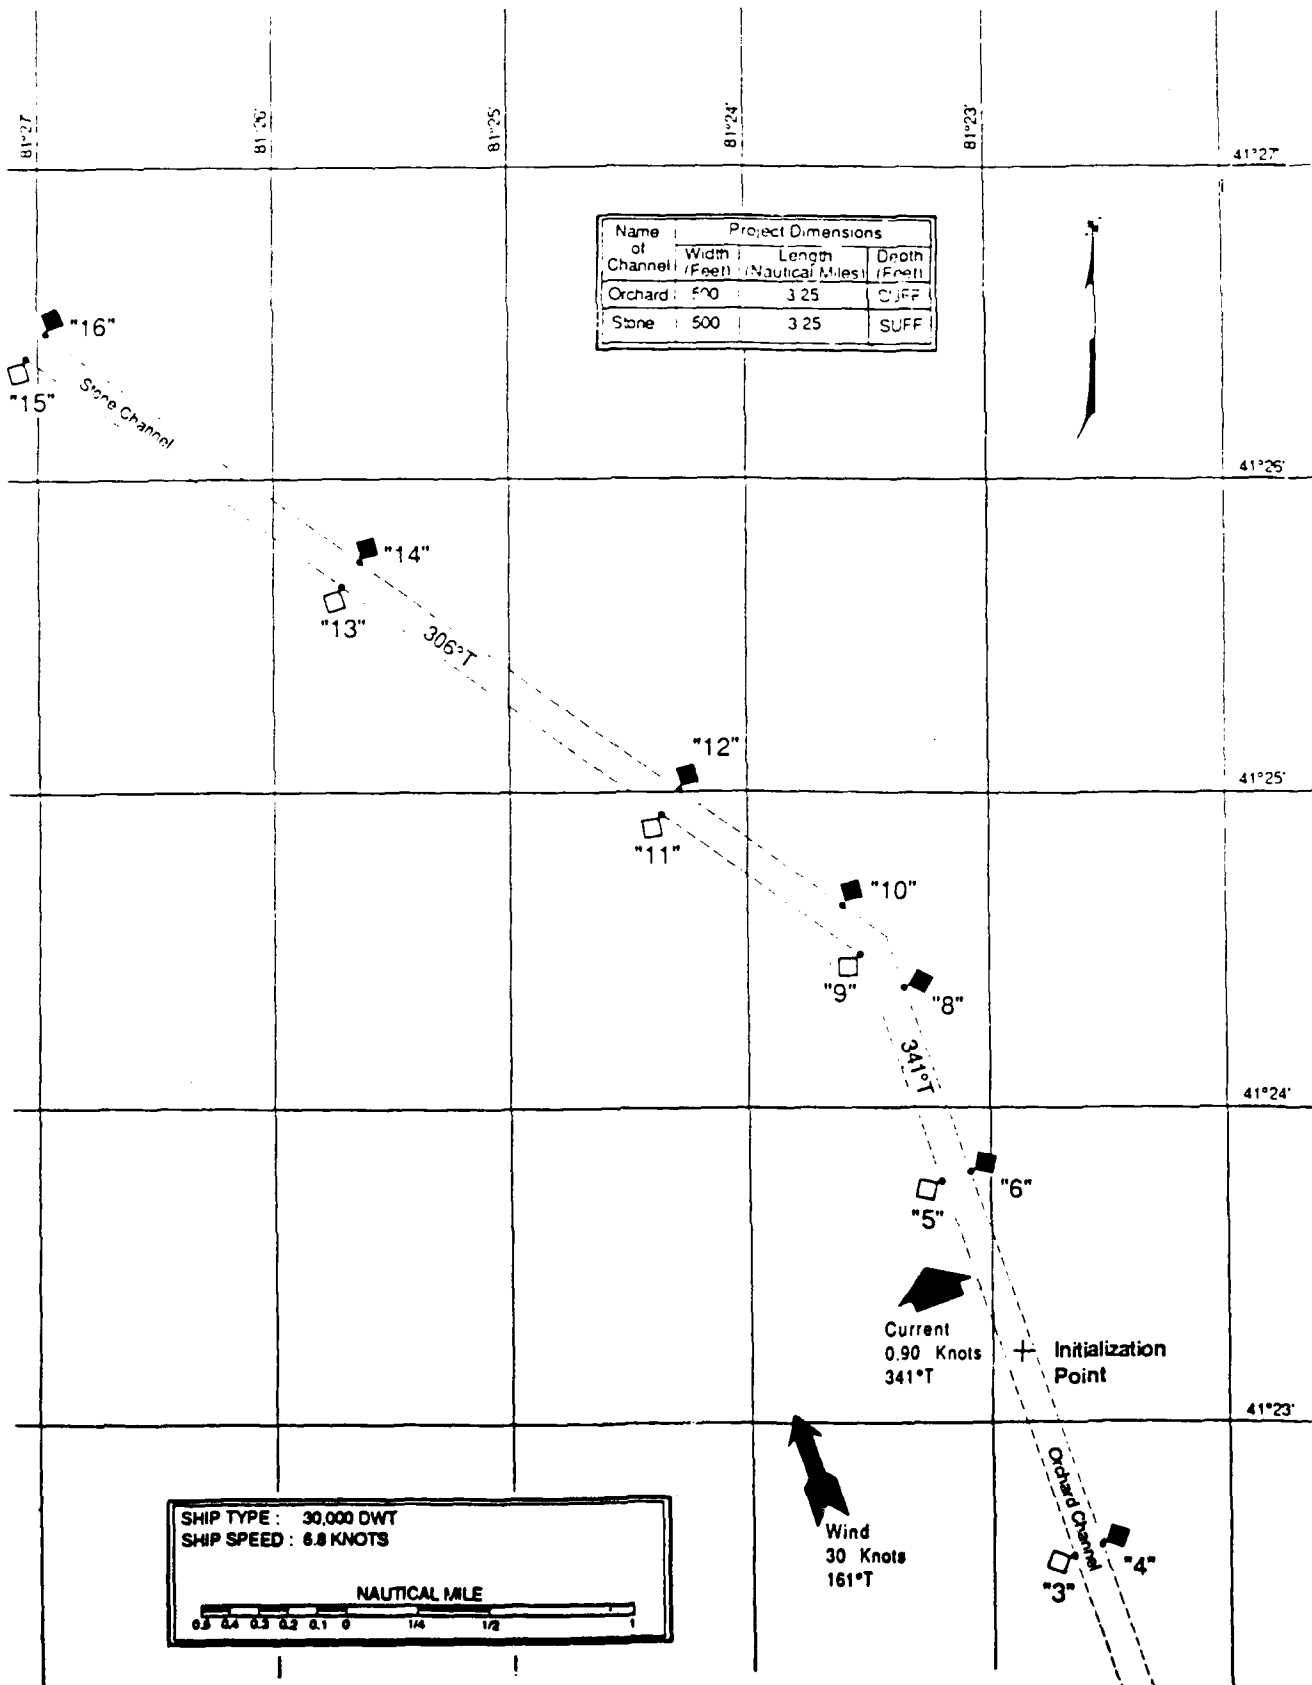 81°27'
81°26'
81°25'
81°24'
81°23'
41°27'
Name of Channel
Project Dimensions
Width (Feet)
Length (Nautical Miles)
Depth (Feet)
Orchard 500 3.25 SUFF
Stone 500 3.25 SUFF
"16"
"15"
Stone Channel
41°26'
"14"
"13"
306°T
"12"
41°25'
"11"
"10"
"9"
"8"
341°T
41°24'
"6"
"5"
Current
0.90 Knots
341°T
Initialization
Point
41°23'
Orchard Channel
Wind
30 Knots
161°T
"4"
"3"
SHIP TYPE : 30,000 DWT
SHIP SPEED : 6.8 KNOTS
NAUTICAL MILE
0.5 0.4 0.3 0.2 0.1 0 1/4 1/2 1